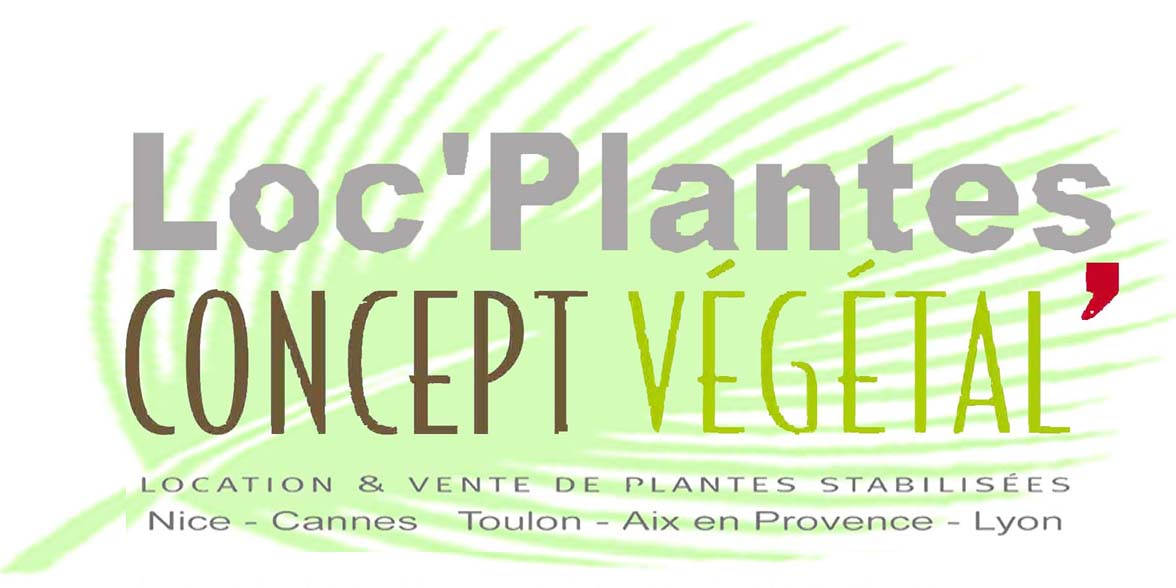 Loc'Plantes
CONCEPT VÉGÉTAL'
LOCATION & VENTE DE PLANTES STABILISÉES
Nice - Cannes Toulon - Aix en Provence - Lyon